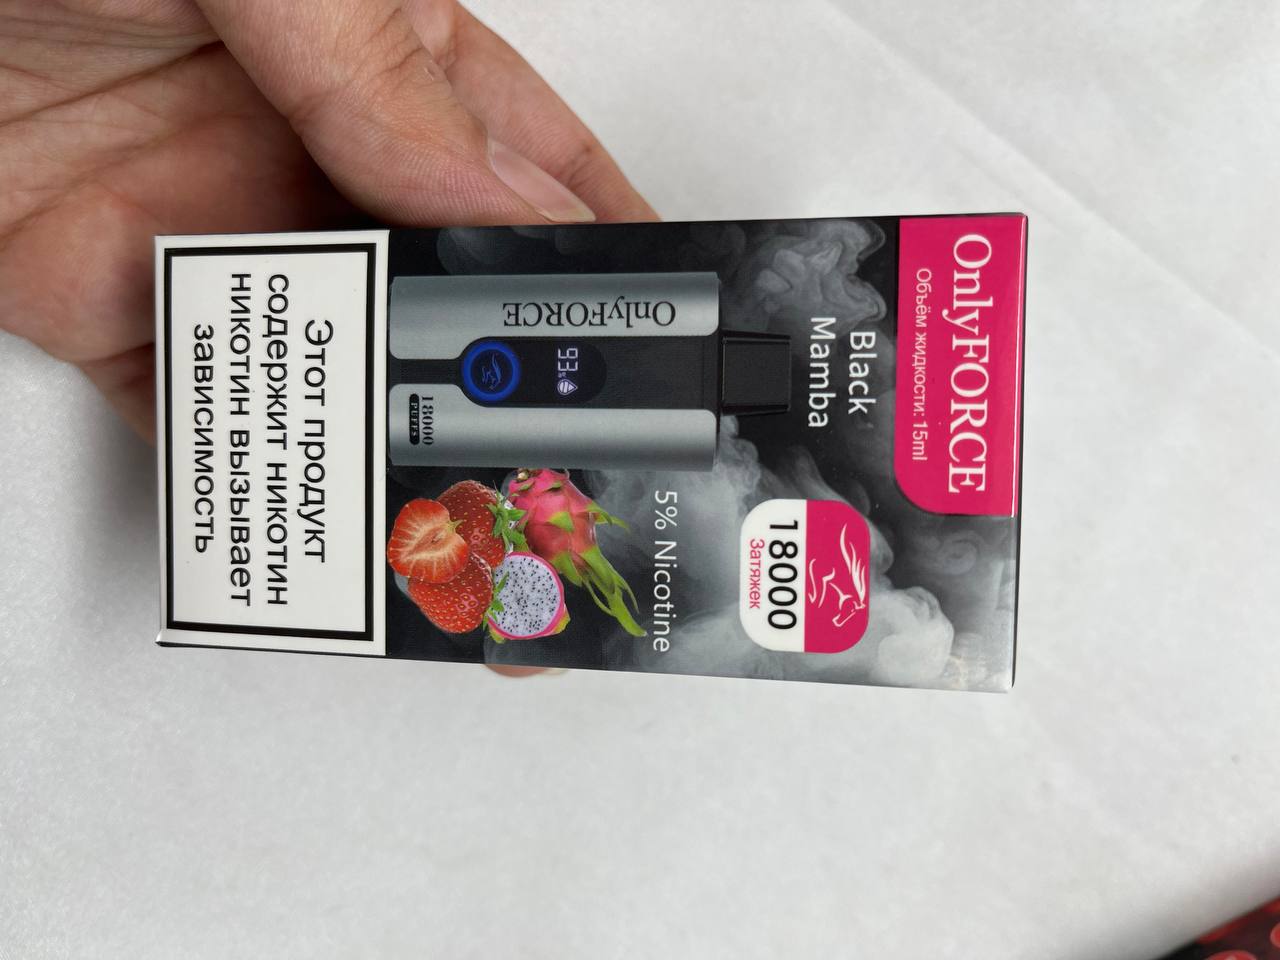 OnlyFORCE
Объём жидкости: 15ml
Black
Mamba
18000
Затяжек
5% Nicotine
OnlyFORCE
93%
18000
PUFFS
Этот продукт
содержит никотин
никотин вызывает
зависимость